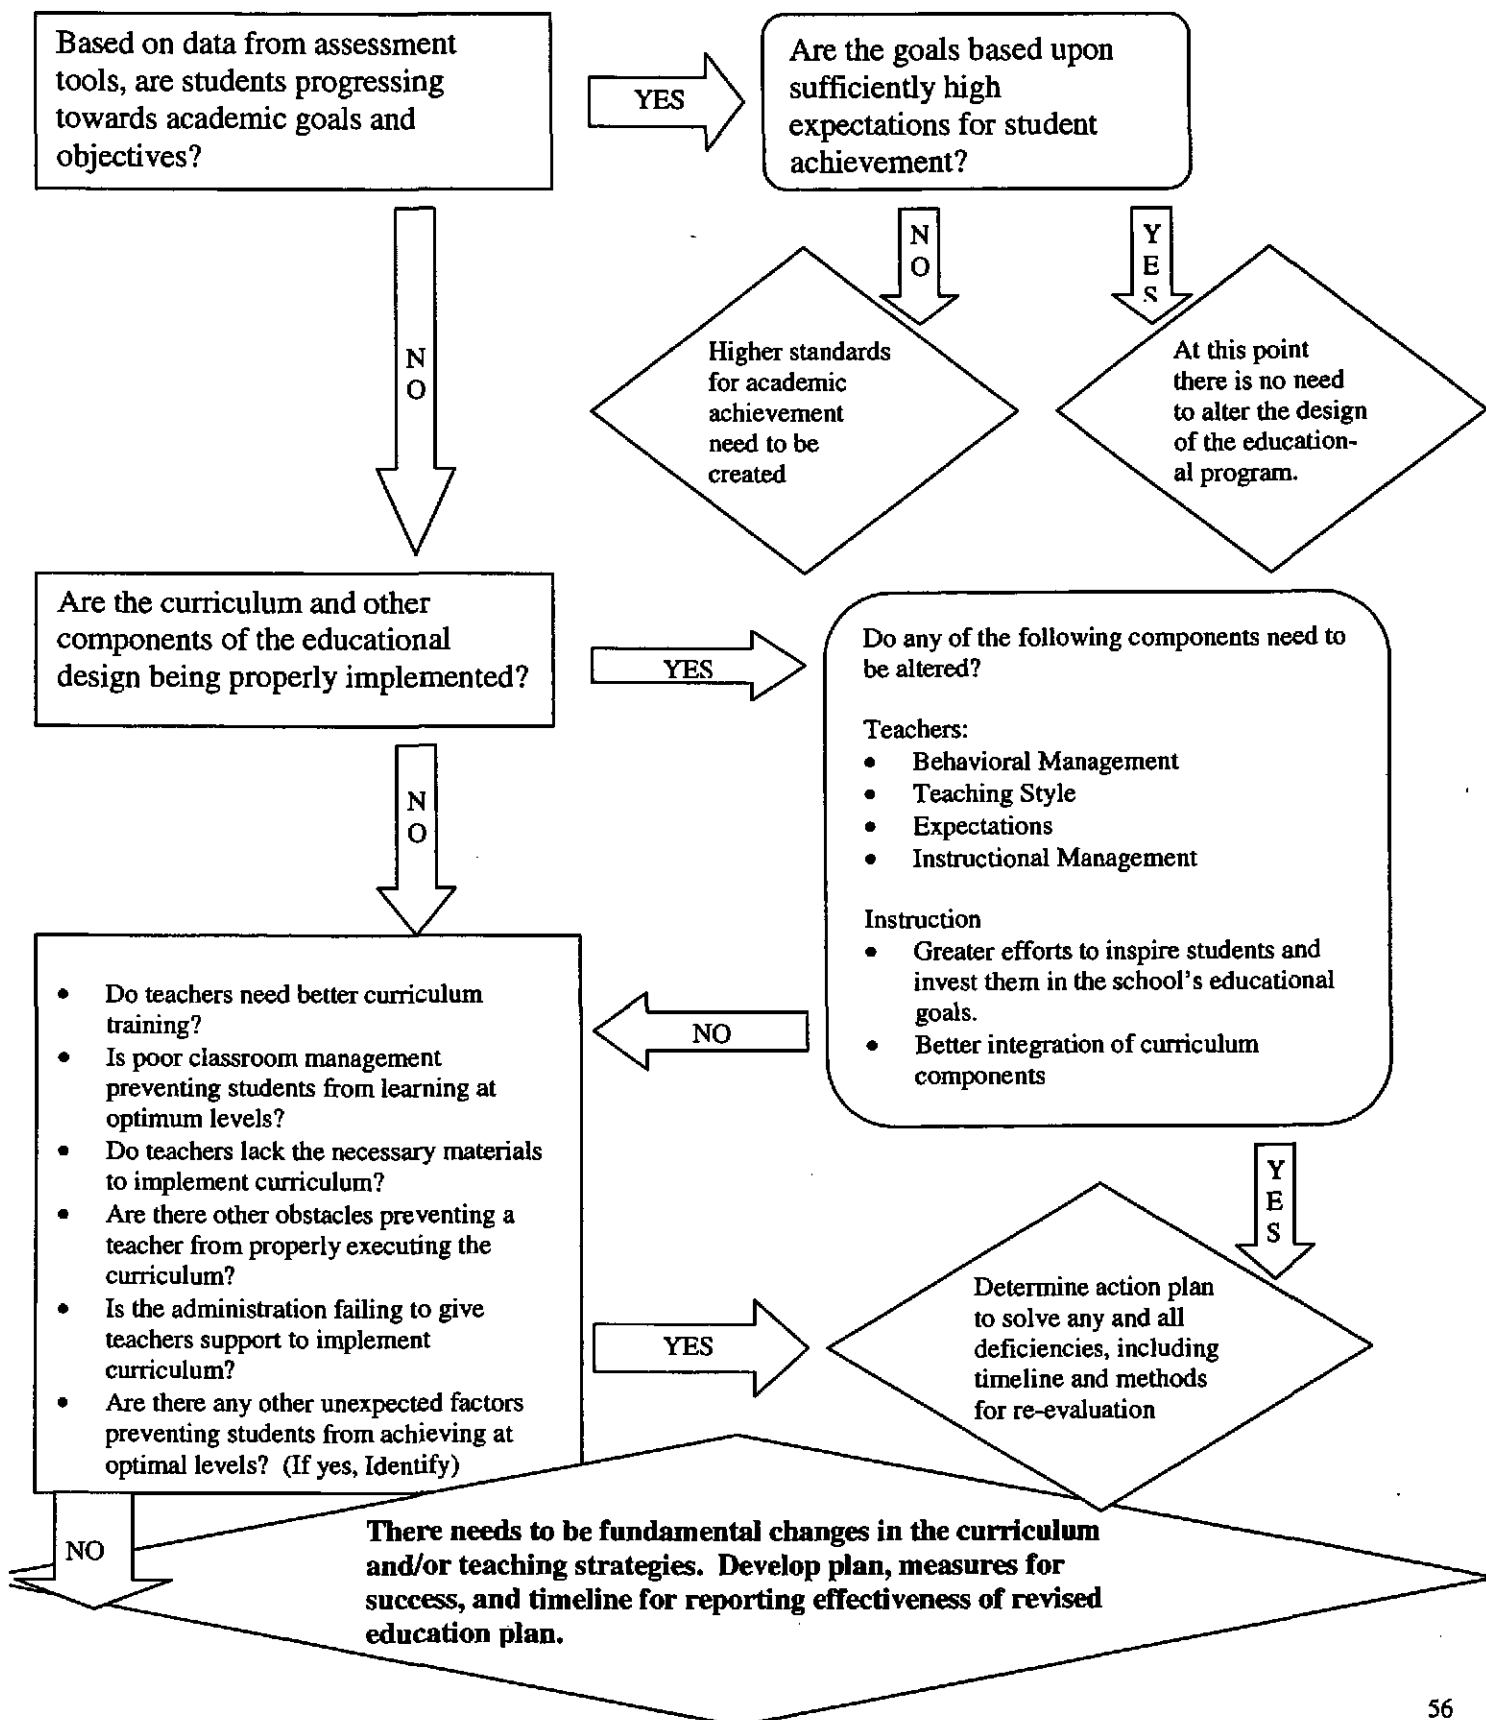 Based on data from assessment
tools, are students progressing
towards academic goals and
objectives?
YES
Are the goals based upon
sufficiently high
expectations for student
achievement?
NO
YES
NO
Higher standards
for academic
achievement
need to be
created
At this point
there is no need
to alter the design
of the education-
al program.
Are the curriculum and other
components of the educational
design being properly implemented?
YES
Do any of the following components need to
be altered?
Teachers:
• Behavioral Management
• Teaching Style
• Expectations
• Instructional Management
Instruction
• Greater efforts to inspire students and
invest them in the school's educational
goals.
• Better integration of curriculum
components
NO
NO
• Do teachers need better curriculum
training?
• Is poor classroom management
preventing students from learning at
optimum levels?
• Do teachers lack the necessary materials
to implement curriculum?
• Are there other obstacles preventing a
teacher from properly executing the
curriculum?
• Is the administration failing to give
teachers support to implement
curriculum?
• Are there any other unexpected factors
preventing students from achieving at
optimal levels? (If yes, Identify)
YES
YES
Determine action plan
to solve any and all
deficiencies, including
timeline and methods
for re-evaluation
NO
There needs to be fundamental changes in the curriculum
and/or teaching strategies. Develop plan, measures for
success, and timeline for reporting effectiveness of revised
education plan.
56